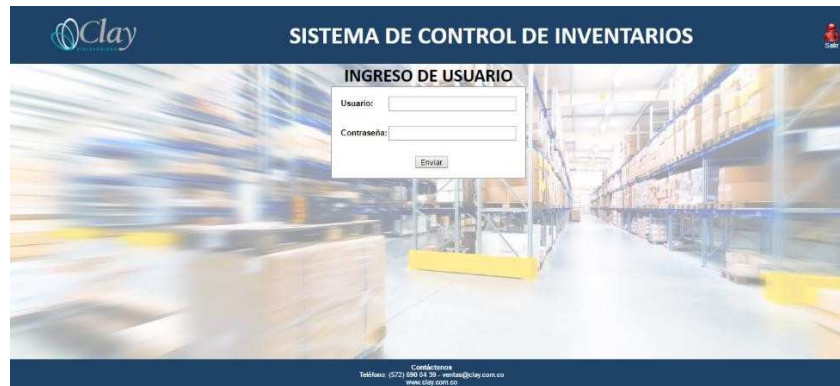 Clay
SISTEMA DE CONTROL DE INVENTARIOS
Salir
INGRESO DE USUARIO
Usuario:
Contraseña:
Enviar
Contáctenos
Teléfono: (572) 690 04 39 - ventas@clay.com.co
www.clay.com.co